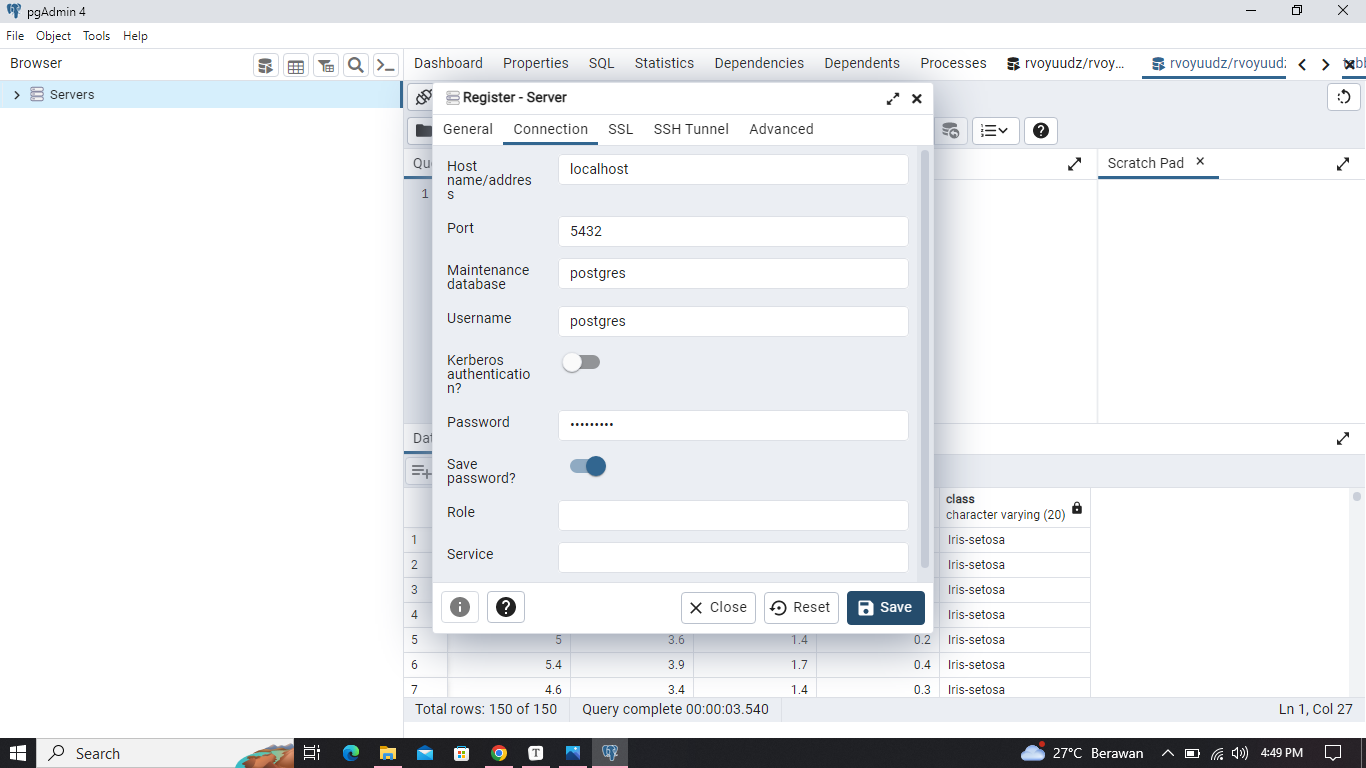 pgAdmin 4
File Object Tools Help
Browser
Dashboard Properties SQL Statistics Dependencies Dependents Processes rvoyuudz/rvoy... rvoyuudz/rvoyuudz
Servers
Register - Server
General Connection SSL SSH Tunnel Advanced
Scratch Pad
1
Host name/addres
s
localhost
Port
5432
Maintenance
database
postgres
Username
postgres
Kerberos
authenticatio
n?
Password
•••••••••
Save
password?
Role
Service
Close Reset Save
class
character varying (20)
1 Iris-setosa
2 Iris-setosa
3 Iris-setosa
4 Iris-setosa
5 5 3.6 1.4 0.2 Iris-setosa
6 5.4 3.9 1.7 0.4 Iris-setosa
7 4.6 3.4 1.4 0.3 Iris-setosa
Total rows: 150 of 150 Query complete 00:00:03.540 Ln 1, Col 27
Search
27°C Berawan 4:49 PM